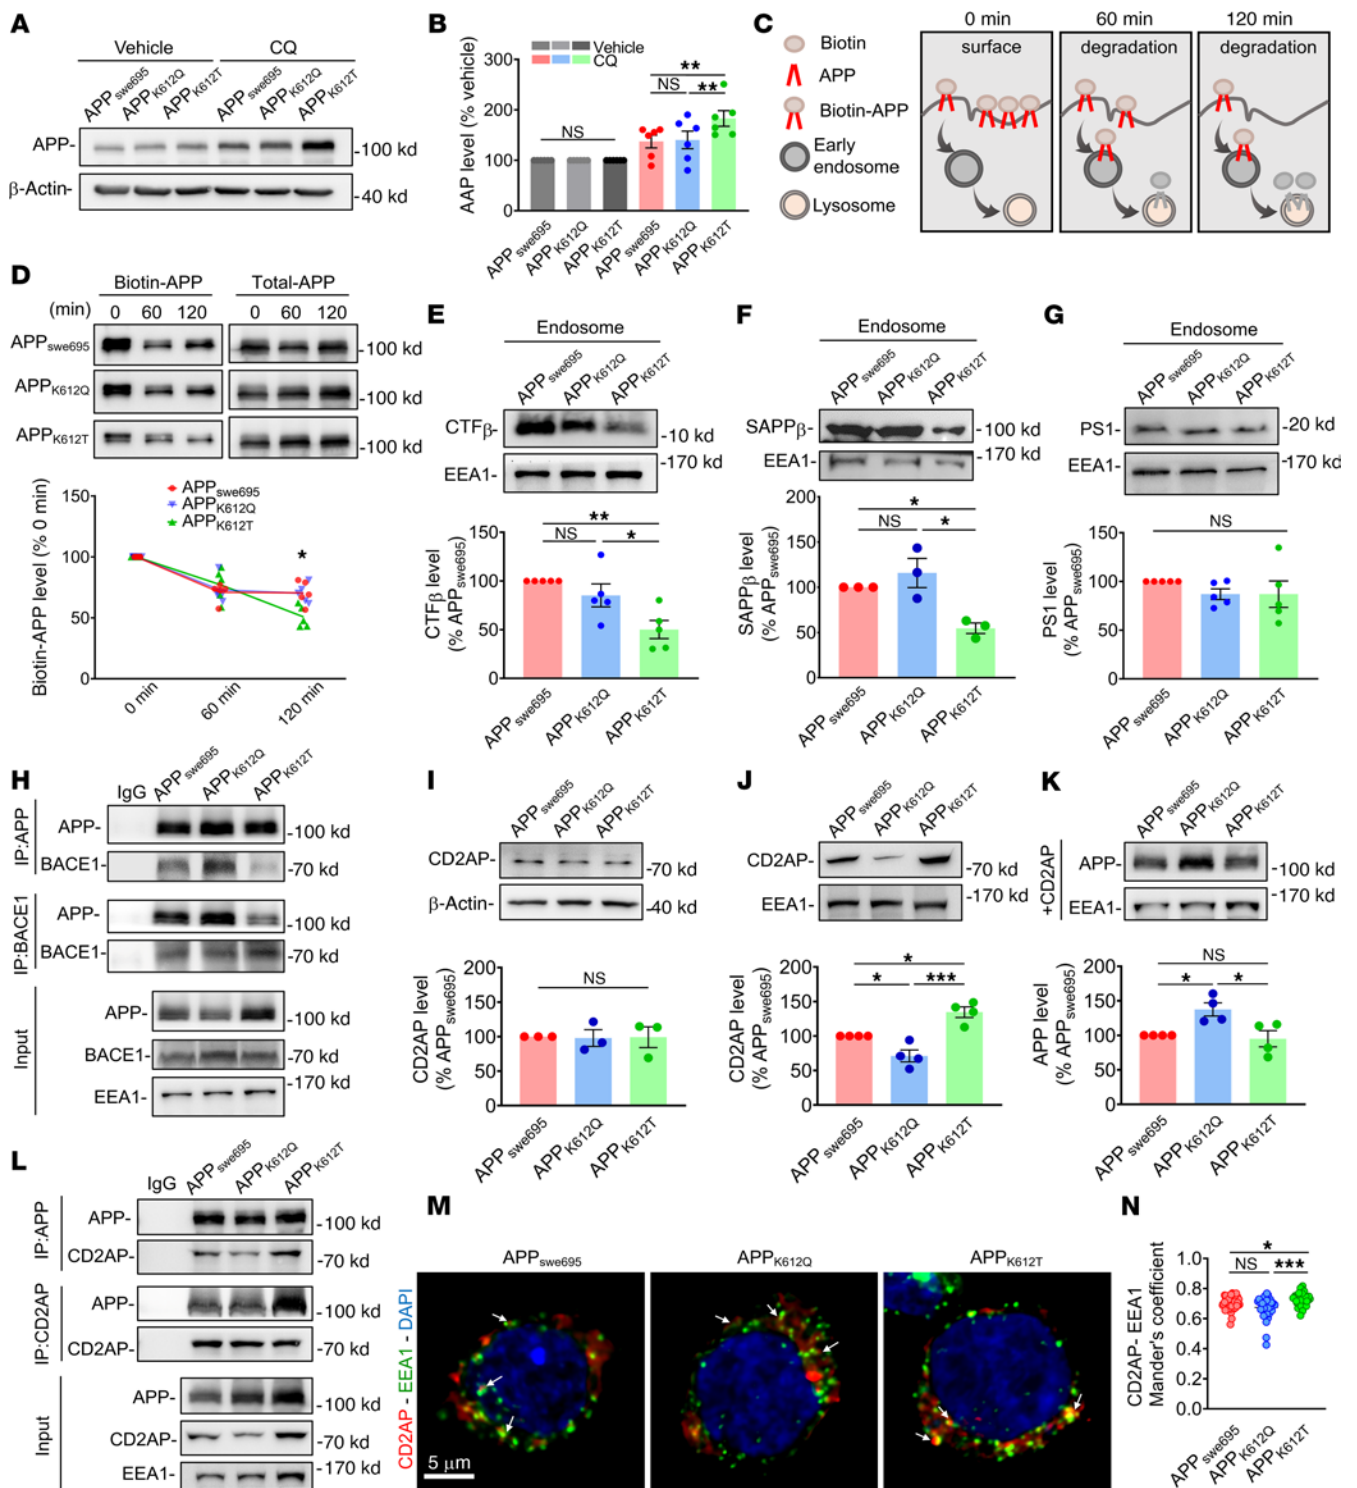 A
Vehicle CQ
APPswe695 APPK612Q APPK612T APPswe695 APPK612Q APPK612T
APP- -100 kd
β-Actin- -40 kd
B
Vehicle
CQ
AAP level (% vehicle)
300
200
100
0
NS
NS
**
**
APPswe695 APPK612Q APPK612T APPswe695 APPK612Q APPK612T
C
Biotin
APP
Biotin-APP
Early
endosome
Lysosome
0 min 60 min 120 min
surface degradation degradation
D
Biotin-APP Total-APP
(min) 0 60 120 0 60 120
APPswe695 -100 kd
APPK612Q -100 kd
APPK612T -100 kd
APPswe695
APPK612Q
APPK612T
Biotin-APP level (% 0 min)
150
100
50
0
*
0 min 60 min 120 min
E
Endosome
APPswe695 APPK612Q APPK612T
CTFβ- -10 kd
EEA1- -170 kd
CTFβ level
(% APPswe695)
150
100
50
0
**
NS *
APPswe695 APPK612Q APPK612T
F
Endosome
APPswe695 APPK612Q APPK612T
SAPPβ- -100 kd
EEA1- -170 kd
SAPPβ level
(% APPswe695)
200
150
100
50
0
*
NS *
APPswe695 APPK612Q APPK612T
G
Endosome
APPswe695 APPK612Q APPK612T
PS1- -20 kd
EEA1- -170 kd
PS1 level
(% APPswe695)
150
100
50
0
NS
APPswe695 APPK612Q APPK612T
H
IgG APPswe695 APPK612Q APPK612T
IP:APP
APP- -100 kd
BACE1- -70 kd
IP:BACE1
APP- -100 kd
BACE1- -70 kd
Input
APP- -100 kd
BACE1- -70 kd
EEA1- -170 kd
I
APPswe695 APPK612Q APPK612T
CD2AP- -70 kd
β-Actin- -40 kd
CD2AP level
(% APPswe695)
200
150
100
50
0
NS
APPswe695 APPK612Q APPK612T
J
APPswe695 APPK612Q APPK612T
CD2AP- -70 kd
EEA1- -170 kd
CD2AP level
(% APPswe695)
200
150
100
50
0
*
* ***
APPswe695 APPK612Q APPK612T
K
APPswe695 APPK612Q APPK612T
+CD2AP
APP- -100 kd
EEA1- -170 kd
APP level
(% APPswe695)
200
150
100
50
0
NS
* *
APPswe695 APPK612Q APPK612T
L
IgG APPswe695 APPK612Q APPK612T
IP:APP
APP- -100 kd
CD2AP- -70 kd
IP:CD2AP
APP- -100 kd
CD2AP- -70 kd
Input
APP- -100 kd
CD2AP- -70 kd
EEA1- -170 kd
M
APPswe695 APPK612Q APPK612T
CD2AP - EEA1 - DAPI
5 μm
N
CD2AP- EEA1
Mander's coefficient
1.0
0.8
0.6
0.4
0.2
0.0
*
NS ***
APPswe695 APPK612Q APPK612T